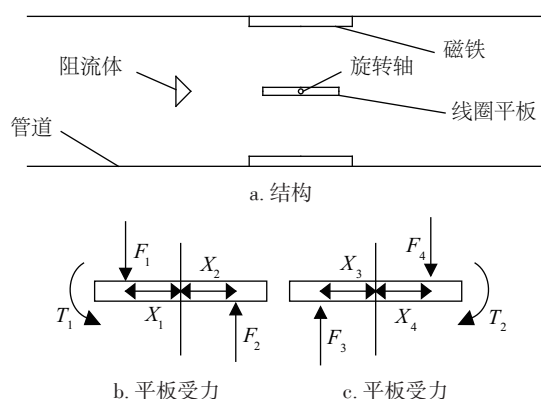 磁铁
阻流体
旋转轴
线圈平板
管道
a. 结构
F₁
X₂
X₁
T₁
F₂
F₄
X₃
X₄
F₃
T₂
b. 平板受力
c. 平板受力